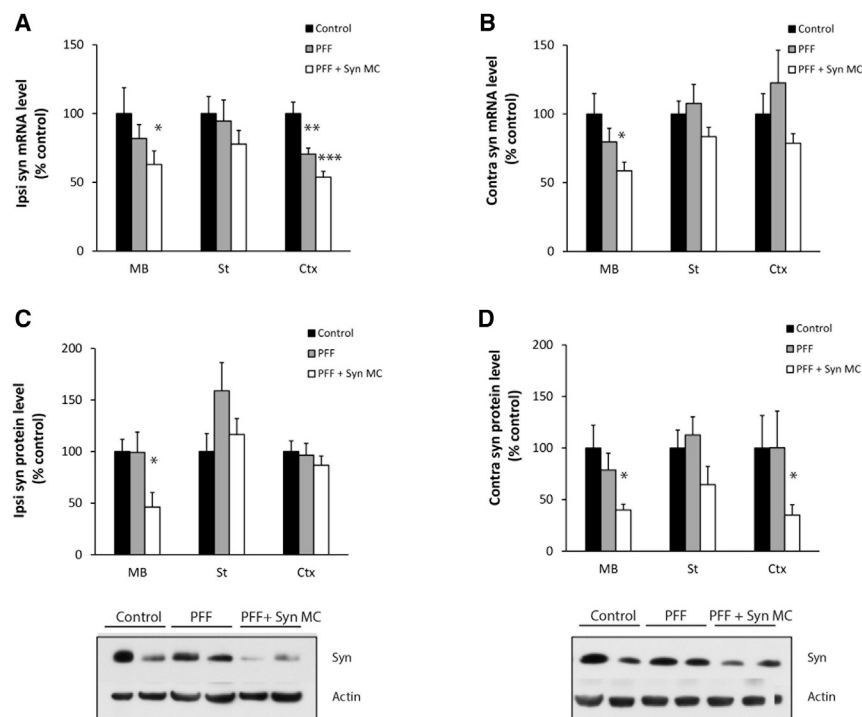 A
Control
PFF
PFF + Syn MC
Ipsi syn mRNA level
(% control)
150
100
50
0
*
**
***
MB St Ctx
B
Control
PFF
PFF + Syn MC
Contra syn mRNA level
(% control)
150
100
50
0
*
MB St Ctx
C
Control
PFF
PFF + Syn MC
Ipsi syn protein level
(% control)
200
150
100
50
0
*
MB St Ctx
Control PFF PFF+ Syn MC
Syn
Actin
D
Control
PFF
PFF + Syn MC
Contra syn protein level
(% control)
200
150
100
50
0
* *
MB St Ctx
Control PFF PFF + Syn MC
Syn
Actin